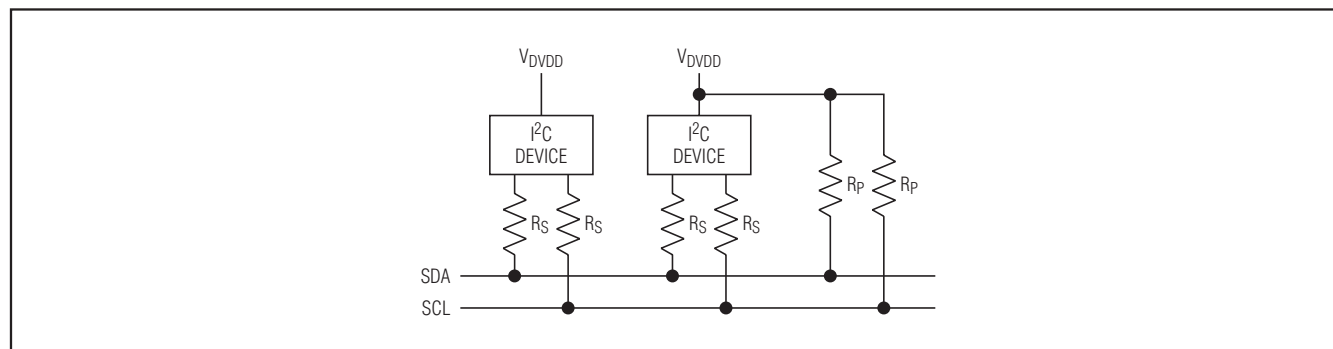 V_DVDD V_DVDD
I²C DEVICE I²C DEVICE
R_S R_S R_S R_S R_P R_P
SDA
SCL